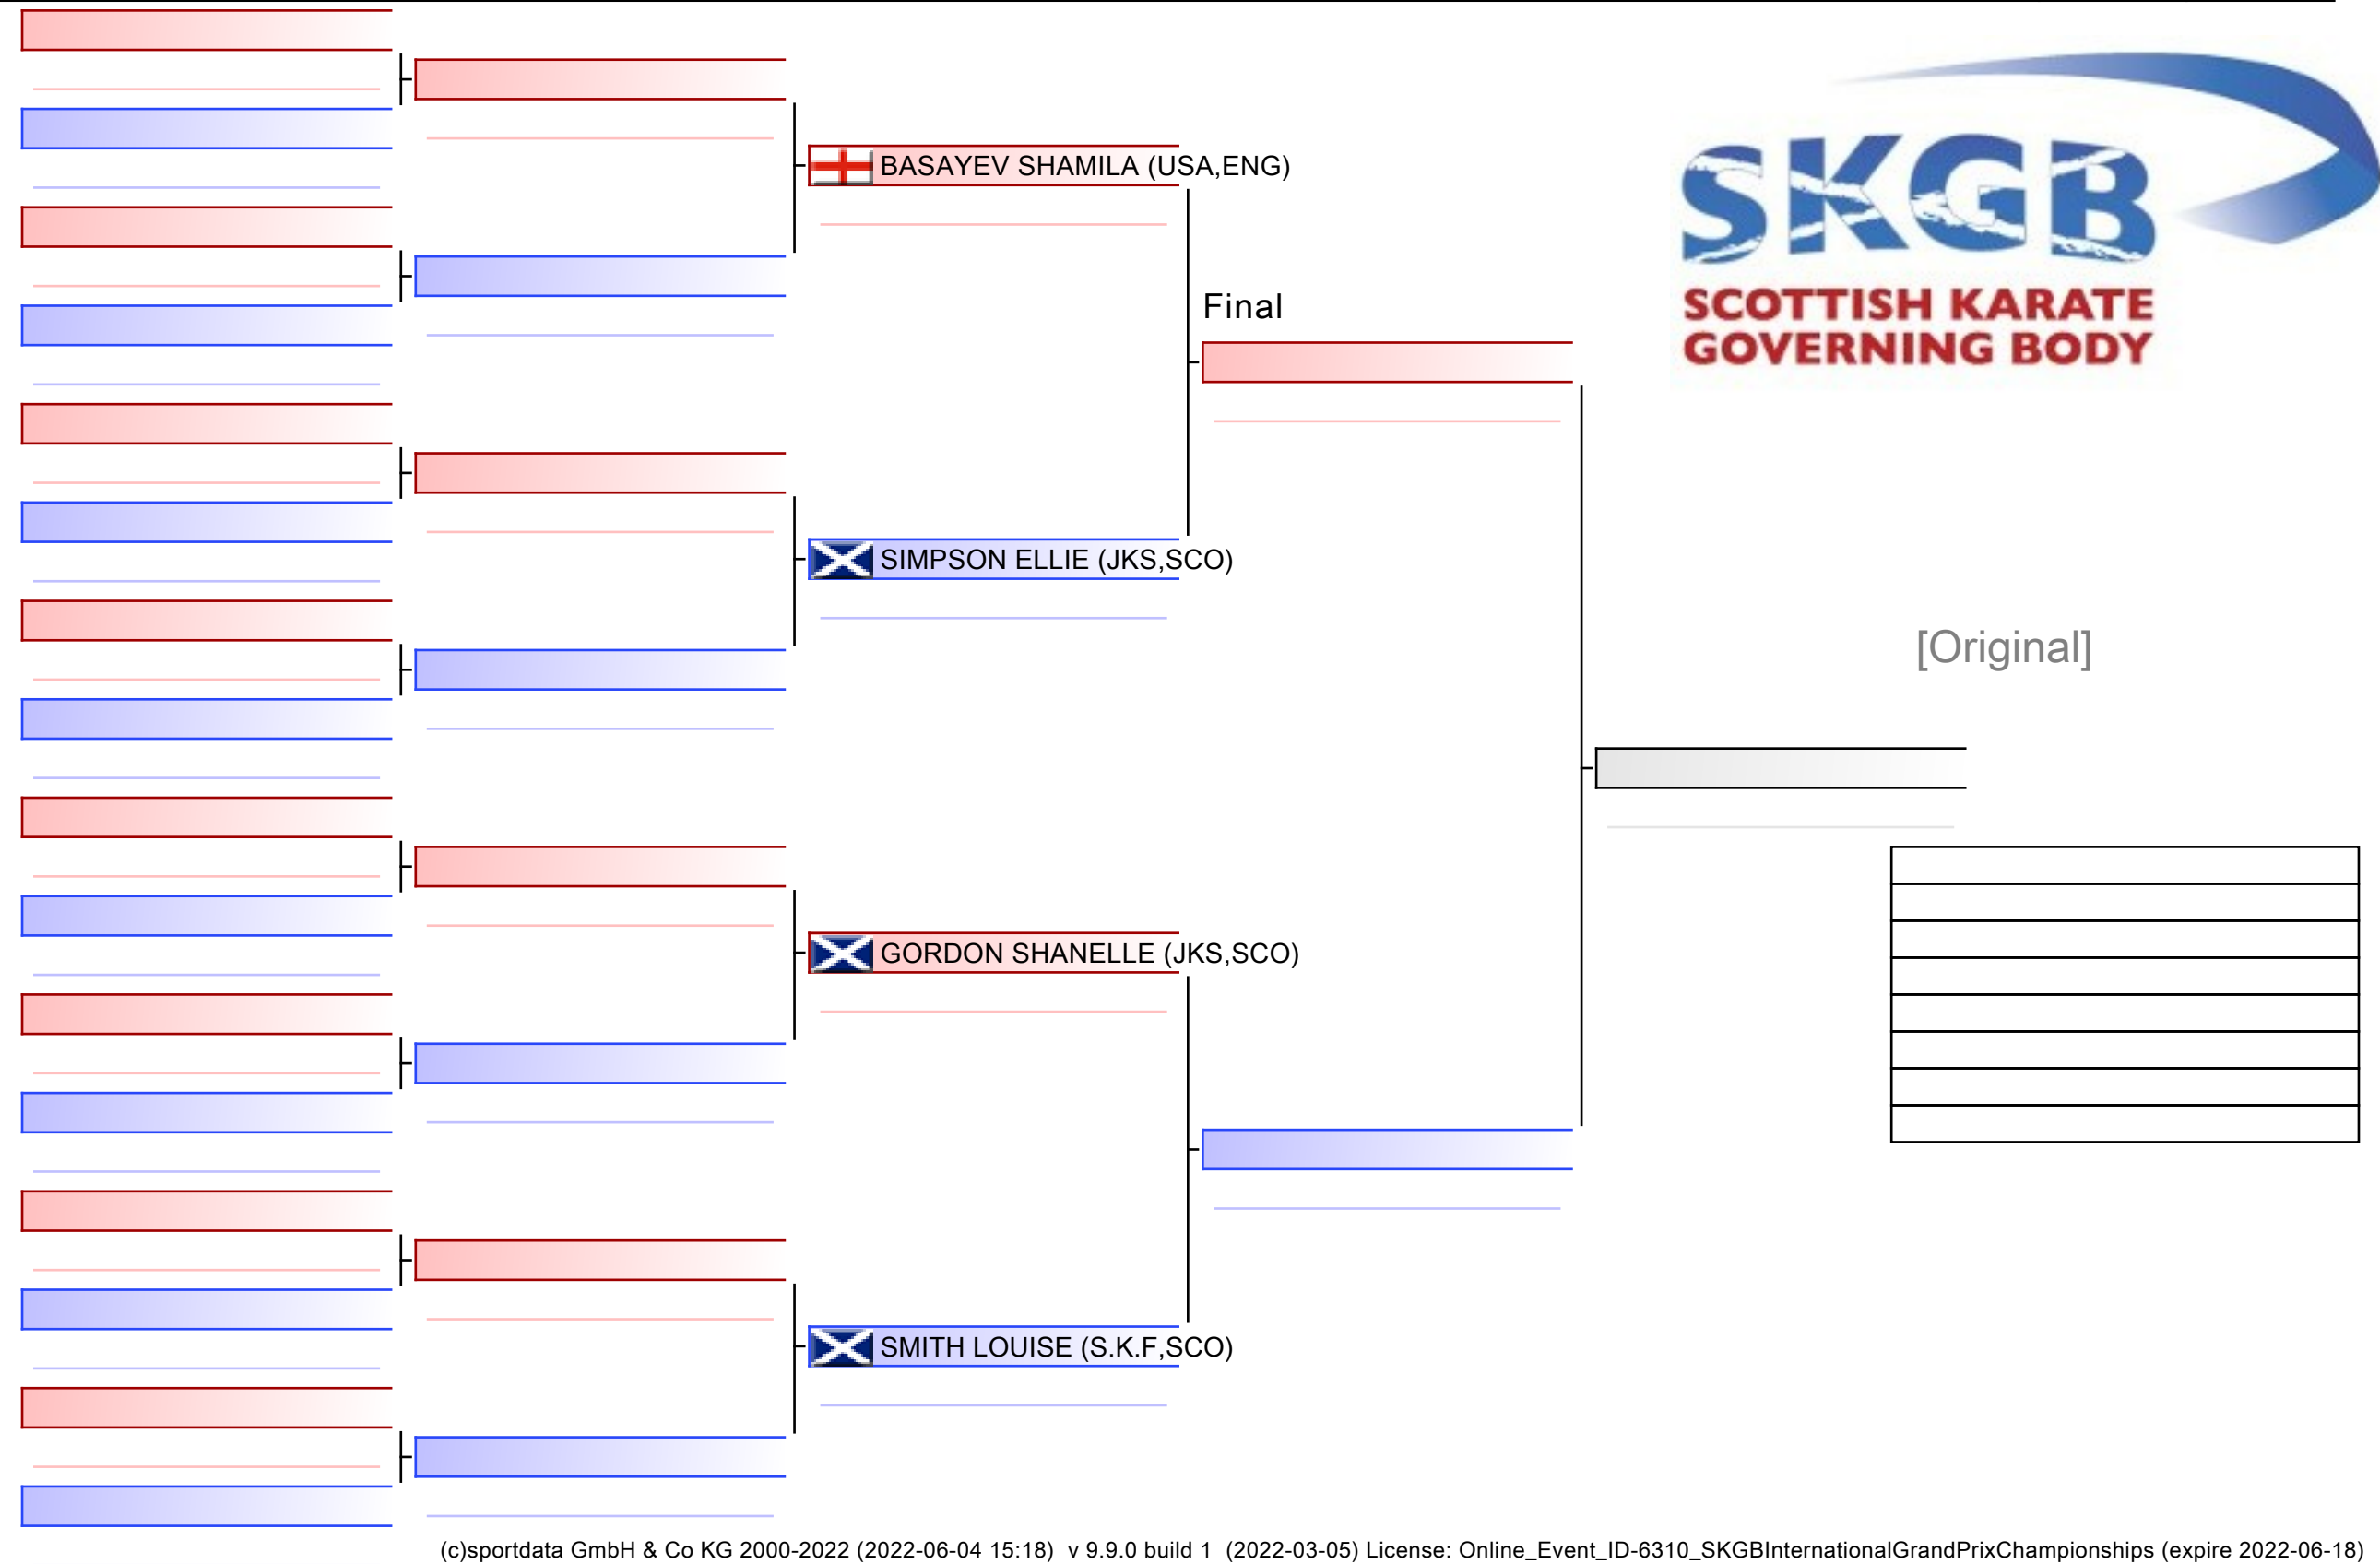 BASAYEV SHAMILA (USA,ENG)
SKGB
SCOTTISH KARATE
GOVERNING BODY
Final
SIMPSON ELLIE (JKS,SCO)
[Original]
GORDON SHANELLE (JKS,SCO)
SMITH LOUISE (S.K.F,SCO)
(c)sportdata GmbH & Co KG 2000-2022 (2022-06-04 15:18) v 9.9.0 build 1 (2022-03-05) License: Online_Event_ID-6310_SKGBInternationalGrandPrixChampionships (expire 2022-06-18)